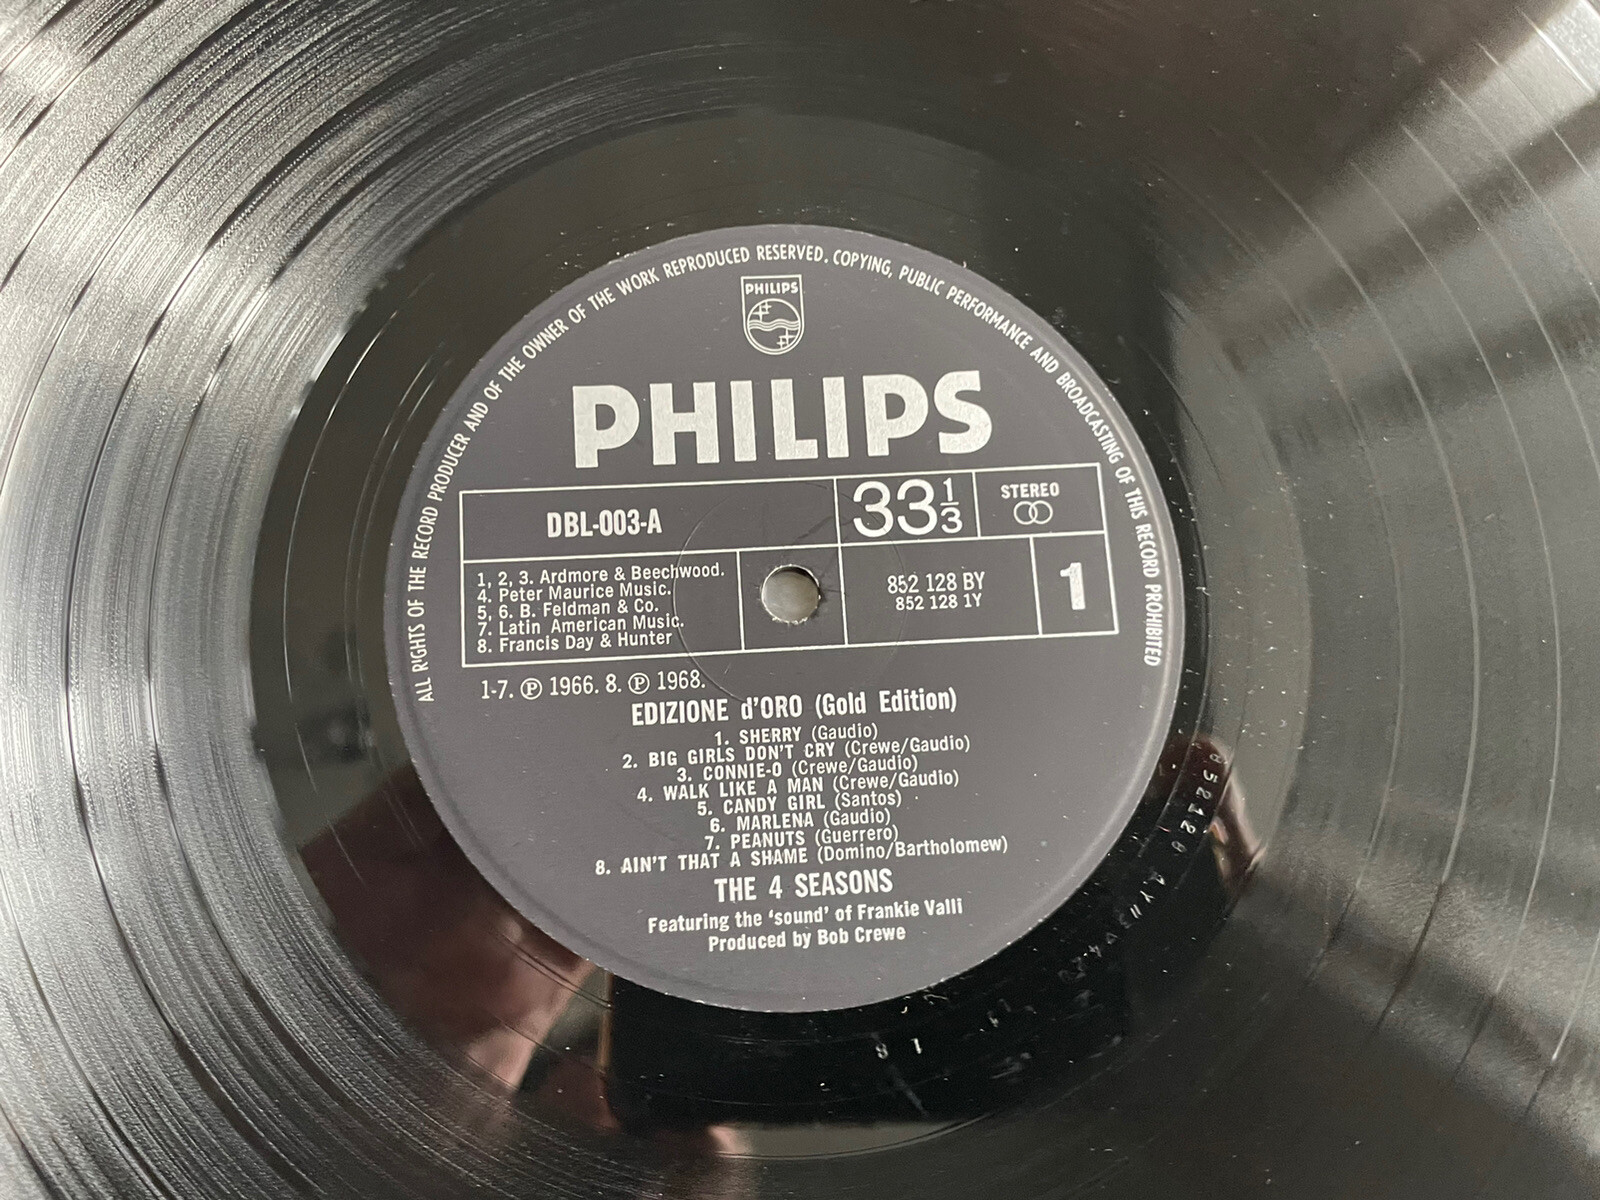 ALL RIGHTS OF THE RECORD PRODUCER AND OF THE OWNER OF THE WORK REPRODUCED RESERVED. COPYING, PUBLIC PERFORMANCE AND BROADCASTING OF THIS RECORD PROHIBITED
PHILIPS
PHILIPS
DBL-003-A
33 1/3
STEREO
1, 2, 3. Ardmore & Beechwood.
4. Peter Maurice Music.
5, 6. B. Feldman & Co.
7. Latin American Music.
8. Francis Day & Hunter
852 128 BY
852 128 1Y
1
1-7. Ⓟ 1966. 8. Ⓟ 1968.
EDIZIONE d'ORO (Gold Edition)
1. SHERRY (Gaudio)
2. BIG GIRLS DON'T CRY (Crewe/Gaudio)
3. CONNIE-O (Crewe/Gaudio)
4. WALK LIKE A MAN (Crewe/Gaudio)
5. CANDY GIRL (Santos)
6. MARLENA (Gaudio)
7. PEANUTS (Guerrero)
8. AIN'T THAT A SHAME (Domino/Bartholomew)
THE 4 SEASONS
Featuring the 'sound' of Frankie Valli
Produced by Bob Crewe